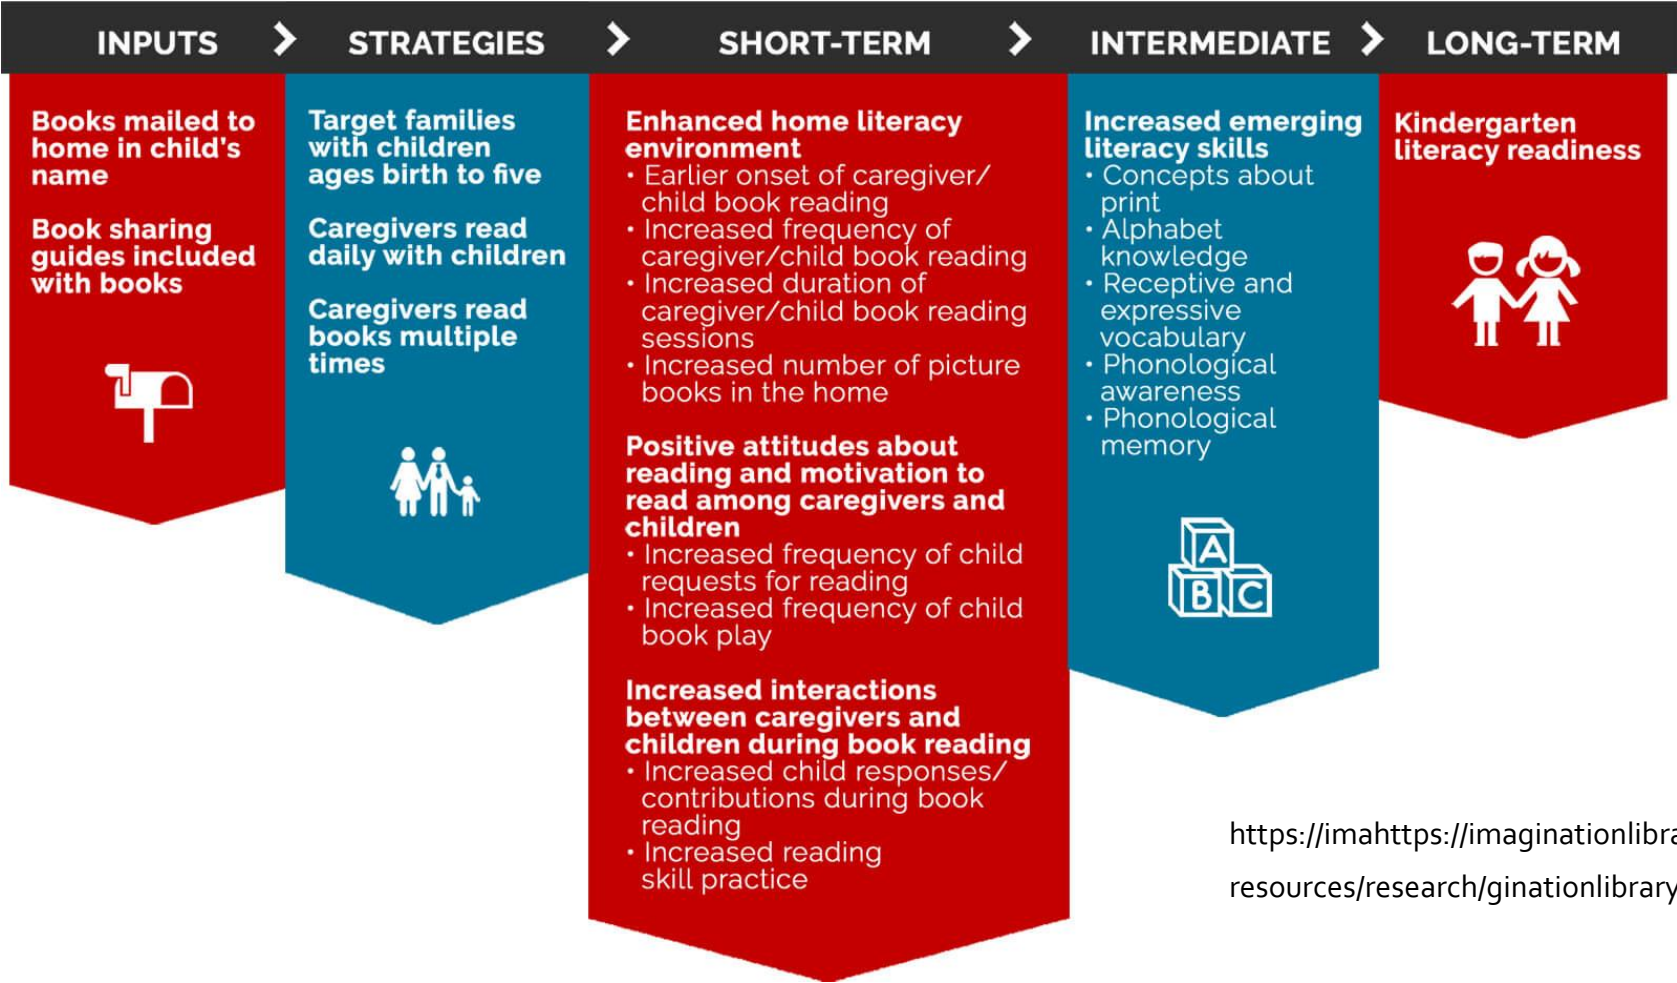 INPUTS > STRATEGIES > SHORT-TERM > INTERMEDIATE > LONG-TERM
Books mailed to
home in child's
name
Book sharing
guides included
with books
Target families
with children
ages birth to five
Caregivers read
daily with children
Caregivers read
books multiple
times
Enhanced home literacy
environment
• Earlier onset of caregiver/
child book reading
• Increased frequency of
caregiver/child book reading
• Increased duration of
caregiver/child book reading
sessions
• Increased number of picture
books in the home
Positive attitudes about
reading and motivation to
read among caregivers and
children
• Increased frequency of child
requests for reading
• Increased frequency of child
book play
Increased interactions
between caregivers and
children during book reading
• Increased child responses/
contributions during book
reading
• Increased reading
skill practice
Increased emerging
literacy skills
• Concepts about
print
• Alphabet
knowledge
• Receptive and
expressive
vocabulary
• Phonological
awareness
• Phonological
memory
A
B C
Kindergarten
literacy readiness
https://imahttps://imaginationlibra
resources/research/ginationlibrary